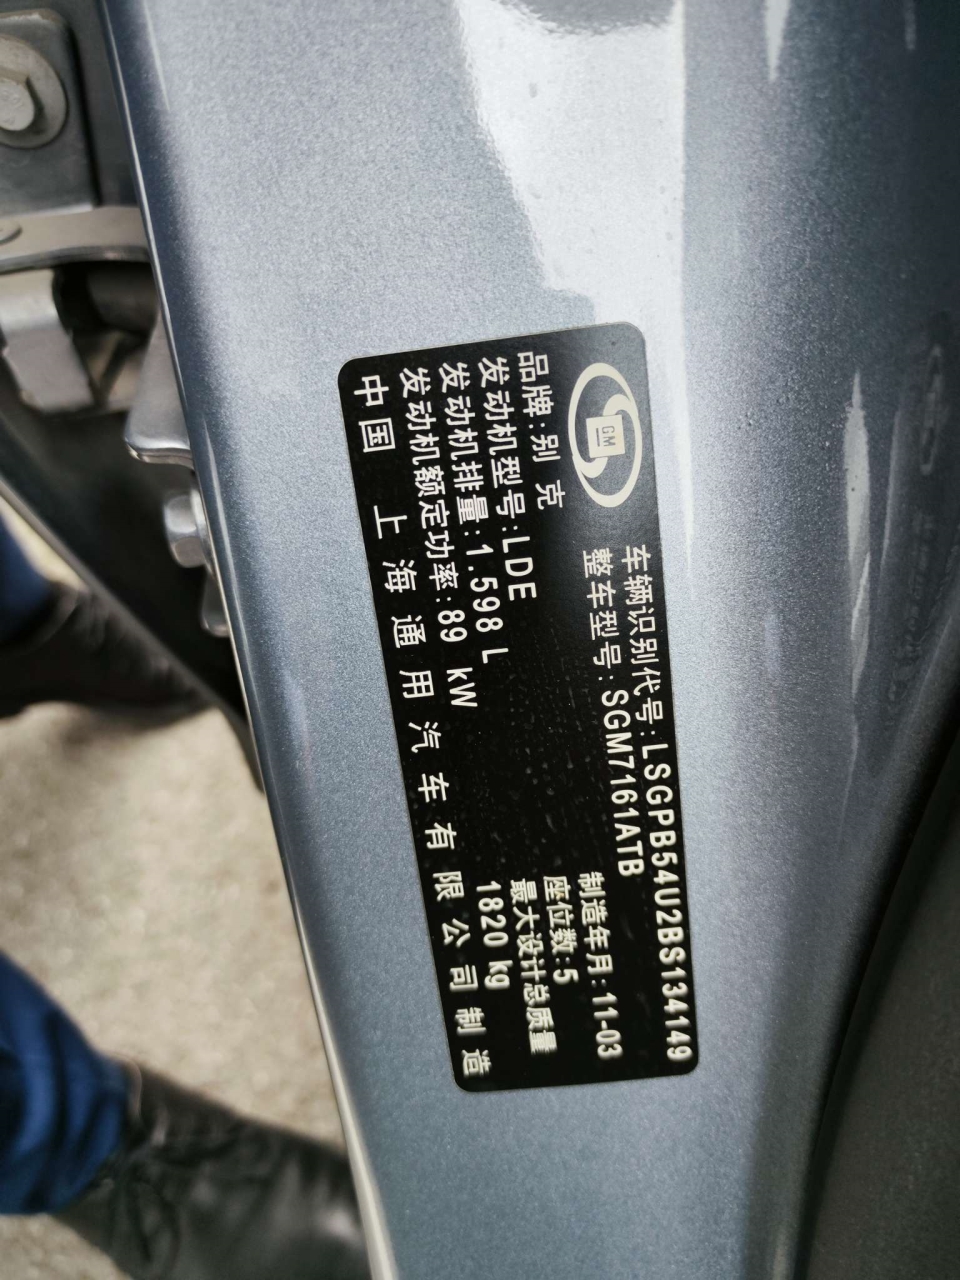 GM
车辆识别代号:LSGPB54U2BS134149
整车型号:SGM7161ATB
品牌:别克
制造年月:11-03
发动机型号:LDE
座位数:5
发动机排量:1.598 L
最大设计总质量
1820 kg
发动机额定功率:89 kW
中国 上海通用汽车有限公司制造